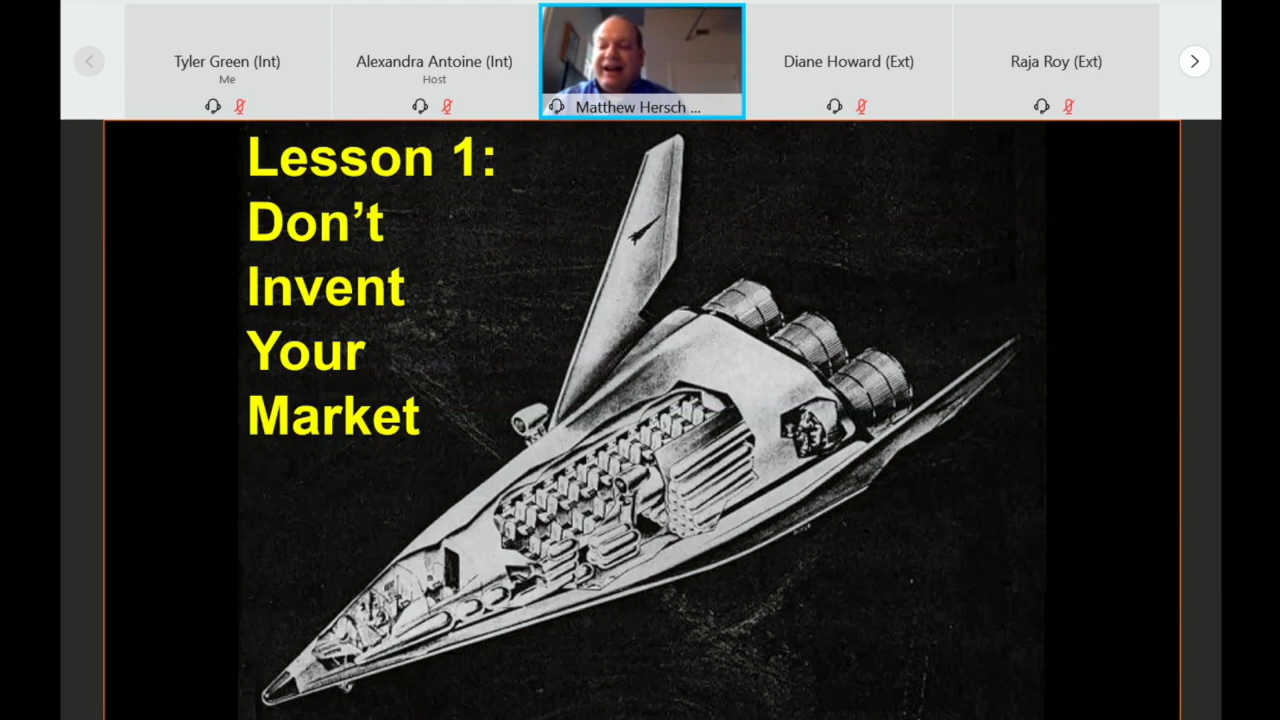 Tyler Green (Int)
Me
Alexandra Antoine (Int)
Host
Matthew Hersch ...
Diane Howard (Ext)
Raja Roy (Ext)
Lesson 1:
Don’t
Invent
Your
Market